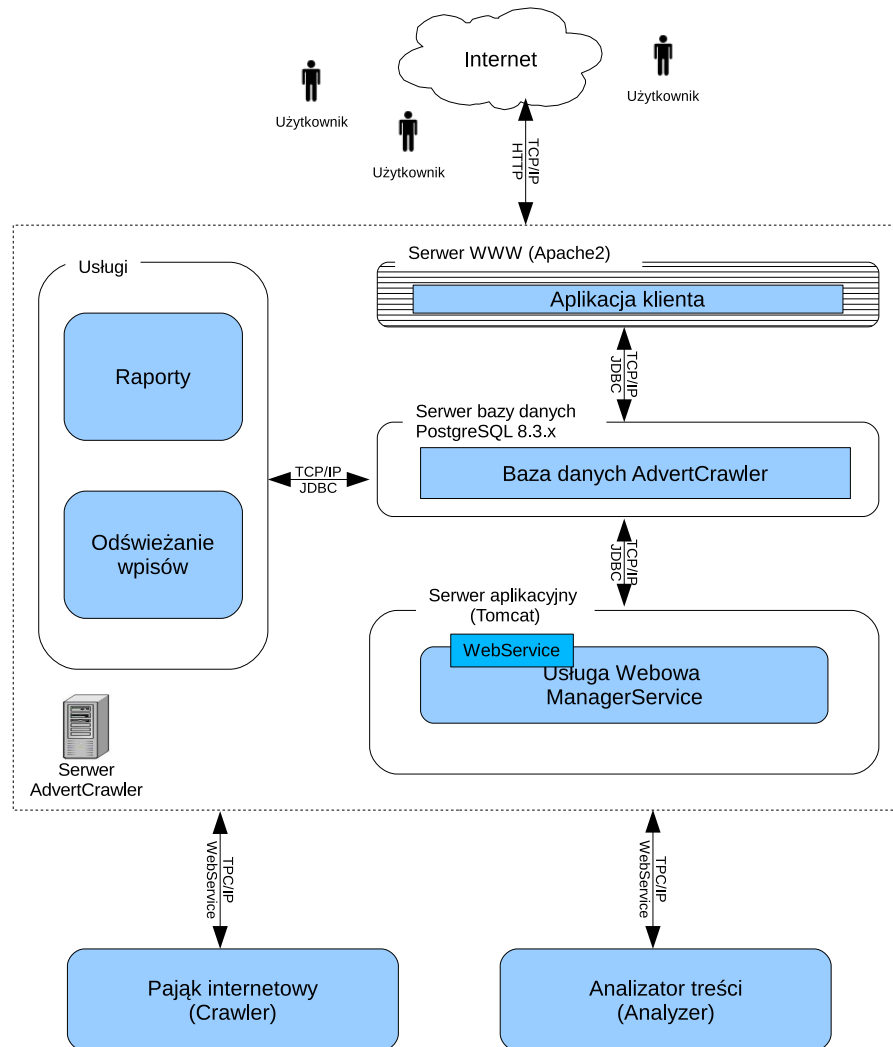 Internet
Użytkownik
Użytkownik
Użytkownik
TCP/IP
HTTP
Usługi
Serwer WWW (Apache2)
Aplikacja klienta
Raporty
TCP/IP
JDBC
Serwer bazy danych
PostgreSQL 8.3.x
Baza danych AdvertCrawler
TCP/IP
JDBC
Odświeżanie
wpisów
TCP/IP
JDBC
Serwer aplikacyjny
(Tomcat)
WebService
Usługa Webowa
ManagerService
Serwer
AdvertCrawler
TPC/IP
WebService
TPC/IP
WebService
Pająk internetowy
(Crawler)
Analizator treści
(Analyzer)